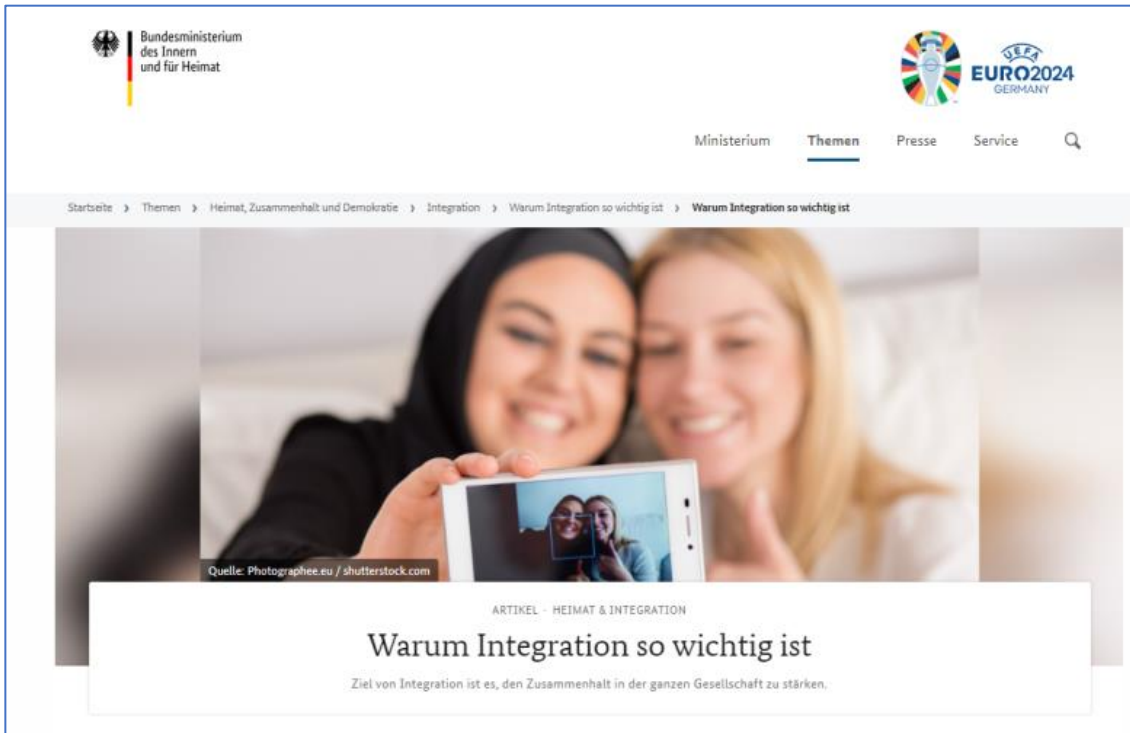 Bundesministerium
des Innern
und für Heimat
UEFA
EURO2024
GERMANY
Ministerium Themen Presse Service
Startseite > Themen > Heimat, Zusammenhalt und Demokratie > Integration > Warum Integration so wichtig ist > Warum Integration so wichtig ist
Quelle: Photographee.eu / shutterstock.com
ARTIKEL - HEIMAT & INTEGRATION
Warum Integration so wichtig ist
Ziel von Integration ist es, den Zusammenhalt in der ganzen Gesellschaft zu stärken.